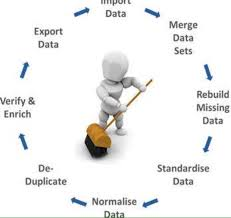 Import
Data
Merge
Data
Sets
Rebuild
Missing
Data
Standardise
Data
Normalise
Data
De-
Duplicate
Verify &
Enrich
Export
Data